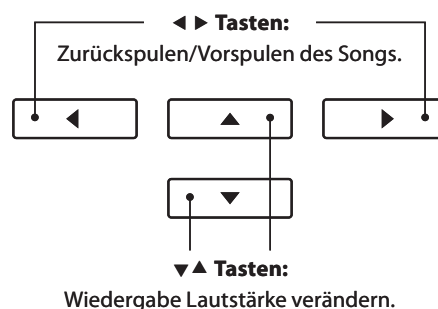 ◀ ▶ Tasten:
Zurückspulen/Vorspulen des Songs.
◀ ▲ ▶
▼
▼▲ Tasten:
Wiedergabe Lautstärke verändern.